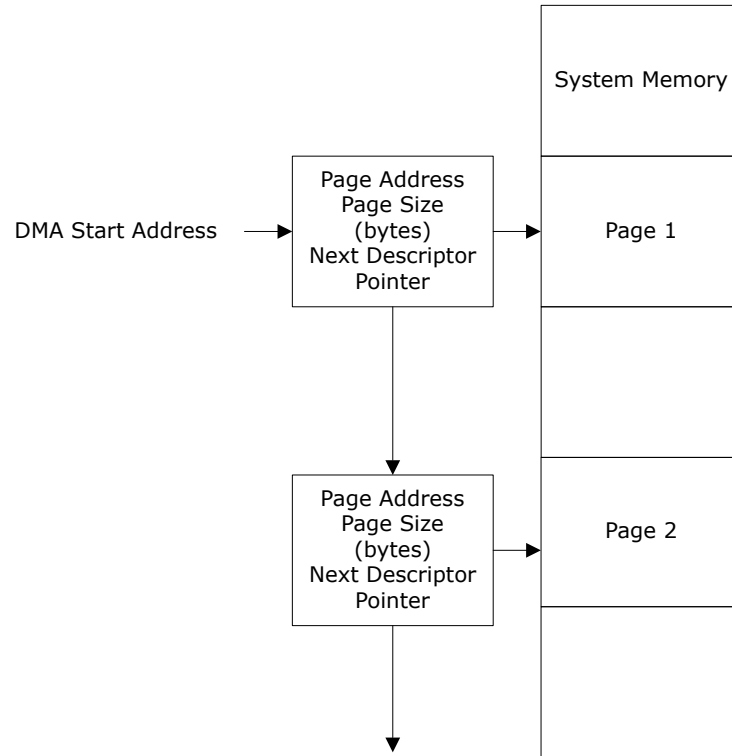 System Memory
DMA Start Address
Page Address
Page Size
(bytes)
Next Descriptor
Pointer
Page 1
Page Address
Page Size
(bytes)
Next Descriptor
Pointer
Page 2